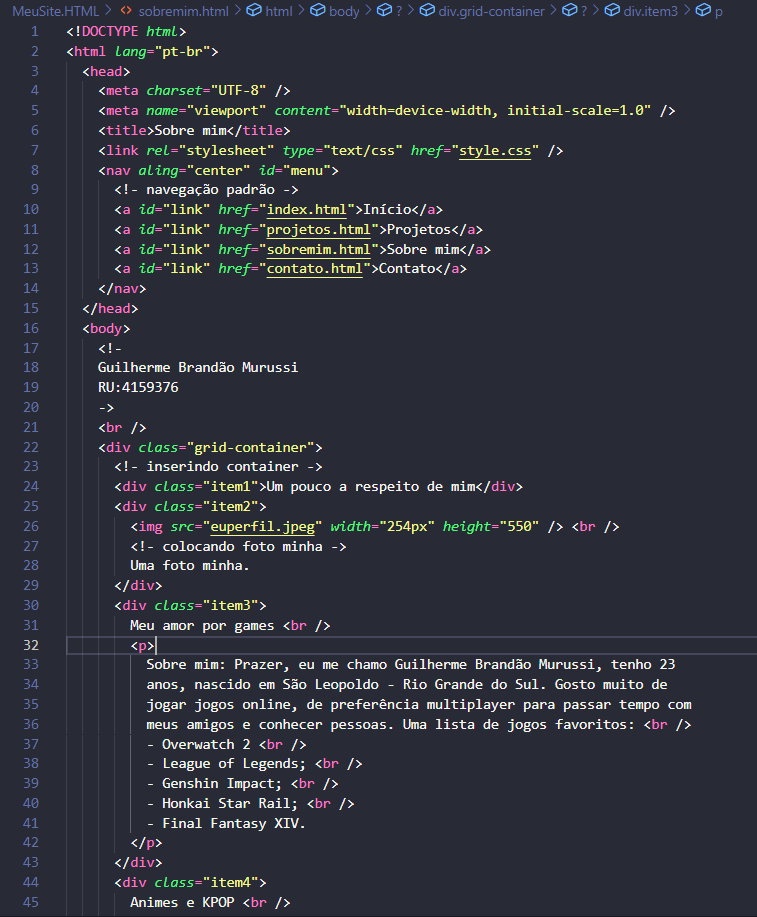 MeuSite.HTML > <> sobremim.html > html > body > ? > div.grid-container > ? > div.item3 > p
1 <!DOCTYPE html>
2 <html lang="pt-br">
3 <head>
4 <meta charset="UTF-8" />
5 <meta name="viewport" content="width=device-width, initial-scale=1.0" />
6 <title>Sobre mim</title>
7 <link rel="stylesheet" type="text/css" href="style.css" />
8 <nav aling="center" id="menu">
9 <!- navegação padrão ->
10 <a id="link" href="index.html">Início</a>
11 <a id="link" href="projetos.html">Projetos</a>
12 <a id="link" href="sobremim.html">Sobre mim</a>
13 <a id="link" href="contato.html">Contato</a>
14 </nav>
15 </head>
16 <body>
17 <!-
18 Guilherme Brandão Murussi
19 RU:4159376
20 ->
21 <br />
22 <div class="grid-container">
23 <!- inserindo container ->
24 <div class="item1">Um pouco a respeito de mim</div>
25 <div class="item2">
26 <img src="euperfil.jpeg" width="254px" height="550" /> <br />
27 <!- colocando foto minha ->
28 Uma foto minha.
29 </div>
30 <div class="item3">
31 Meu amor por games <br />
32 <p>
33 Sobre mim: Prazer, eu me chamo Guilherme Brandão Murussi, tenho 23
34 anos, nascido em São Leopoldo - Rio Grande do Sul. Gosto muito de
35 jogar jogos online, de preferência multiplayer para passar tempo com
36 meus amigos e conhecer pessoas. Uma lista de jogos favoritos: <br />
37 - Overwatch 2 <br />
38 - League of Legends; <br />
39 - Genshin Impact; <br />
40 - Honkai Star Rail; <br />
41 - Final Fantasy XIV.
42 </p>
43 </div>
44 <div class="item4">
45 Animes e KPOP <br />